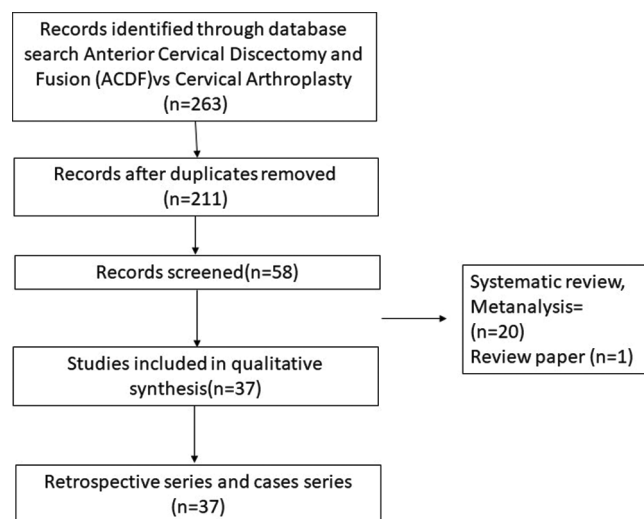 Records identified through database
search Anterior Cervical Discectomy and
Fusion (ACDF)vs Cervical Arthroplasty
(n=263)
Records after duplicates removed
(n=211)
Records screened(n=58)
Systematic review,
Metanalysis=
(n=20)
Review paper (n=1)
Studies included in qualitative
synthesis(n=37)
Retrospective series and cases series
(n=37)